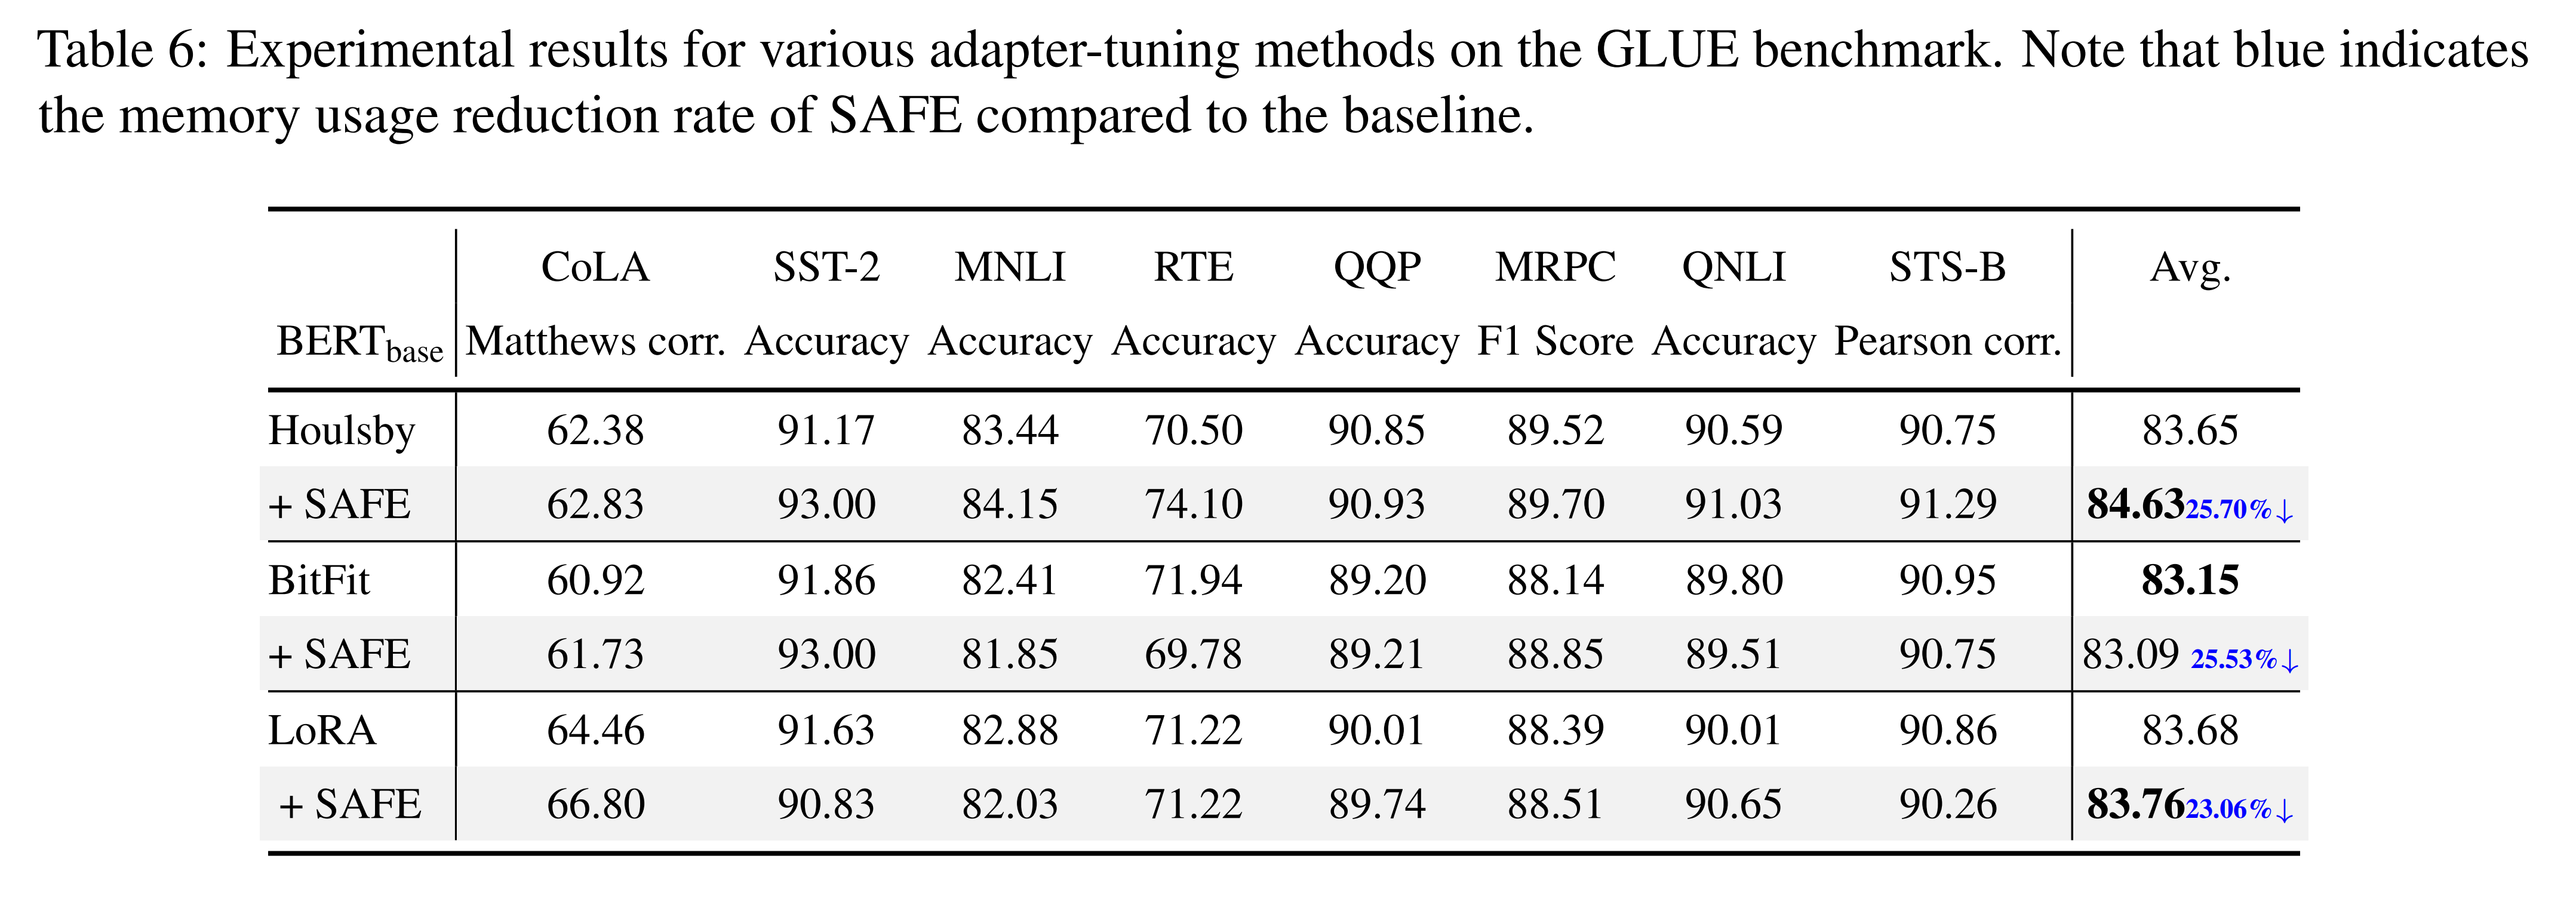 Table 6: Experimental results for various adapter-tuning methods on the GLUE benchmark. Note that blue indicates
the memory usage reduction rate of SAFE compared to the baseline.
CoLA SST-2 MNLI RTE QQP MRPC QNLI STS-B Avg.
BERTbase Matthews corr. Accuracy Accuracy Accuracy Accuracy F1 Score Accuracy Pearson corr.
Houlsby 62.38 91.17 83.44 70.50 90.85 89.52 90.59 90.75 83.65
+ SAFE 62.83 93.00 84.15 74.10 90.93 89.70 91.03 91.29 84.63 25.70%↓
BitFit 60.92 91.86 82.41 71.94 89.20 88.14 89.80 90.95 83.15
+ SAFE 61.73 93.00 81.85 69.78 89.21 88.85 89.51 90.75 83.09 25.53%↓
LoRA 64.46 91.63 82.88 71.22 90.01 88.39 90.01 90.86 83.68
+ SAFE 66.80 90.83 82.03 71.22 89.74 88.51 90.65 90.26 83.76 23.06%↓